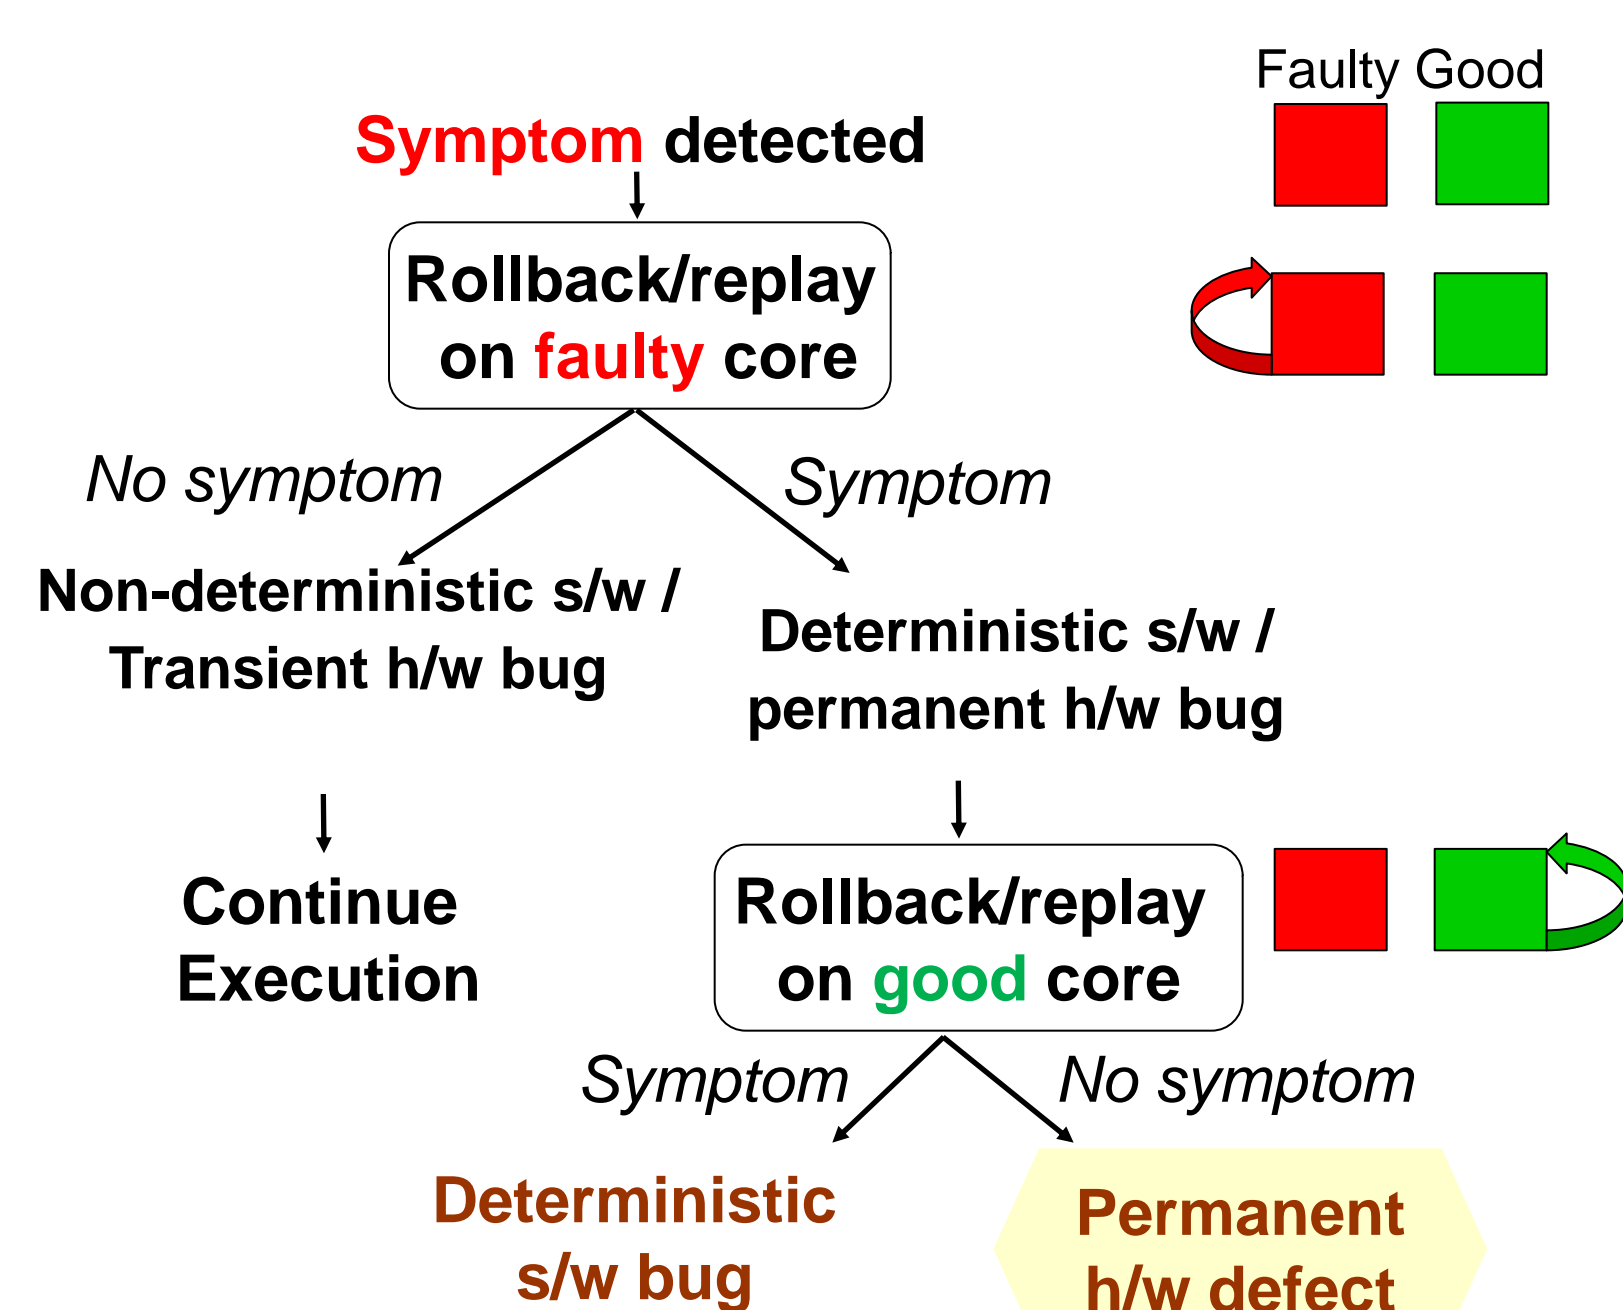 Faulty Good
Symptom detected
Rollback/replay
on faulty core
No symptom
Symptom
Non-deterministic s/w /
Transient h/w bug
Deterministic s/w /
permanent h/w bug
Continue
Execution
Rollback/replay
on good core
Symptom
No symptom
Deterministic
s/w bug
Permanent
h/w defect